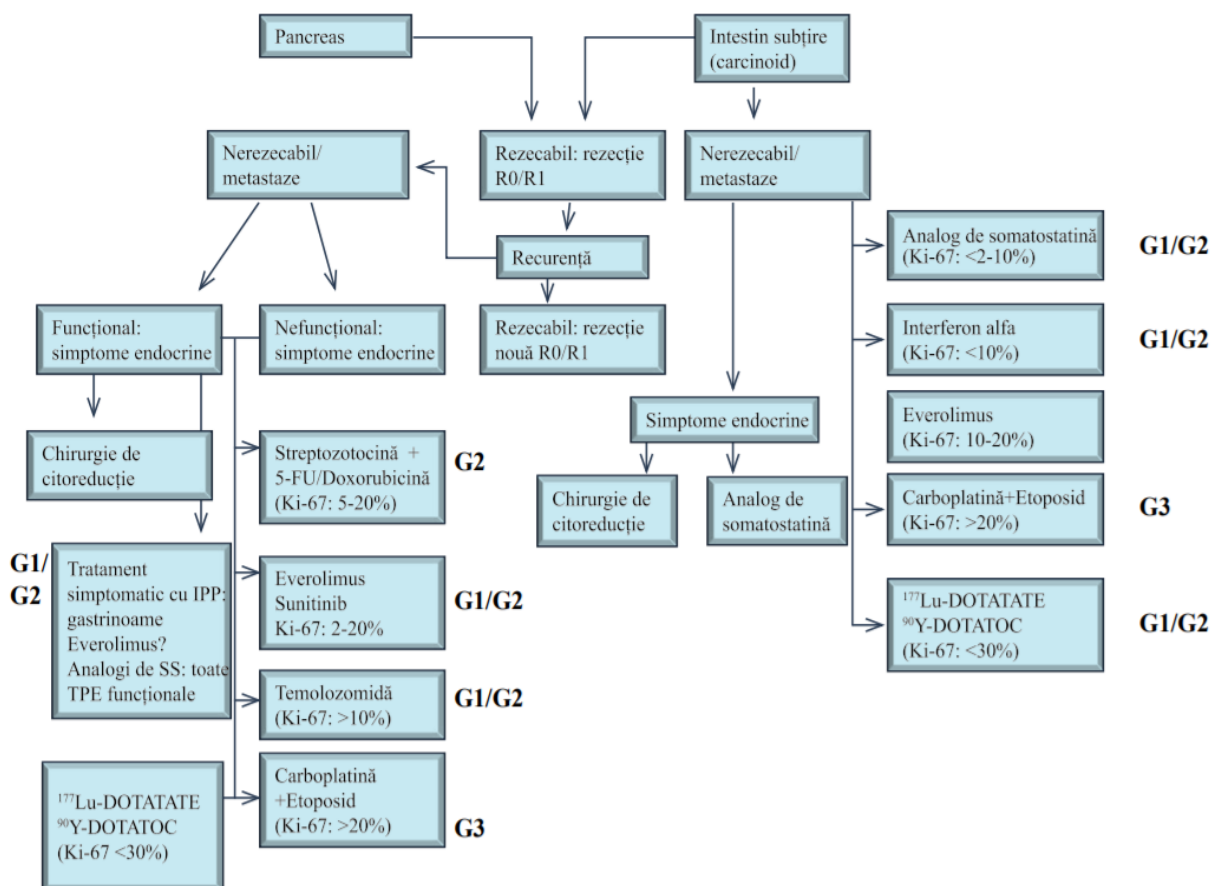 Pancreas
Intestin subțire
(carcinoid)
Nerezecabil/
metastaze
Rezecabil: rezecție
R0/R1
Nerezecabil/
metastaze
Recurență
Rezecabil: rezecție
nouă R0/R1
Funcțional:
simptome endocrine
Nefuncțional:
simptome endocrine
Chirurgie de
citoreducție
Streptozotocină +
5-FU/Doxorubicină
(Ki-67: 5-20%)
G2
G1/
G2
Tratament
simptomatic cu IPP:
gastrinoame
Everolimus?
Analogi de SS: toate
TPE funcționale
Everolimus
Sunitinib
Ki-67: 2-20%
G1/G2
Temolozomidă
(Ki-67: >10%)
G1/G2
177Lu-DOTATATE
90Y-DOTATOC
(Ki-67 <30%)
Carboplatină
+Etoposid
(Ki-67: >20%)
G3
Simptome endocrine
Chirurgie de
citoreducție
Analog de
somatostatină
Analog de somatostatină
(Ki-67: <2-10%)
G1/G2
Interferon alfa
(Ki-67: <10%)
G1/G2
Everolimus
(Ki-67: 10-20%)
Carboplatină+Etoposid
(Ki-67: >20%)
G3
177Lu-DOTATATE
90Y-DOTATOC
(Ki-67: <30%)
G1/G2